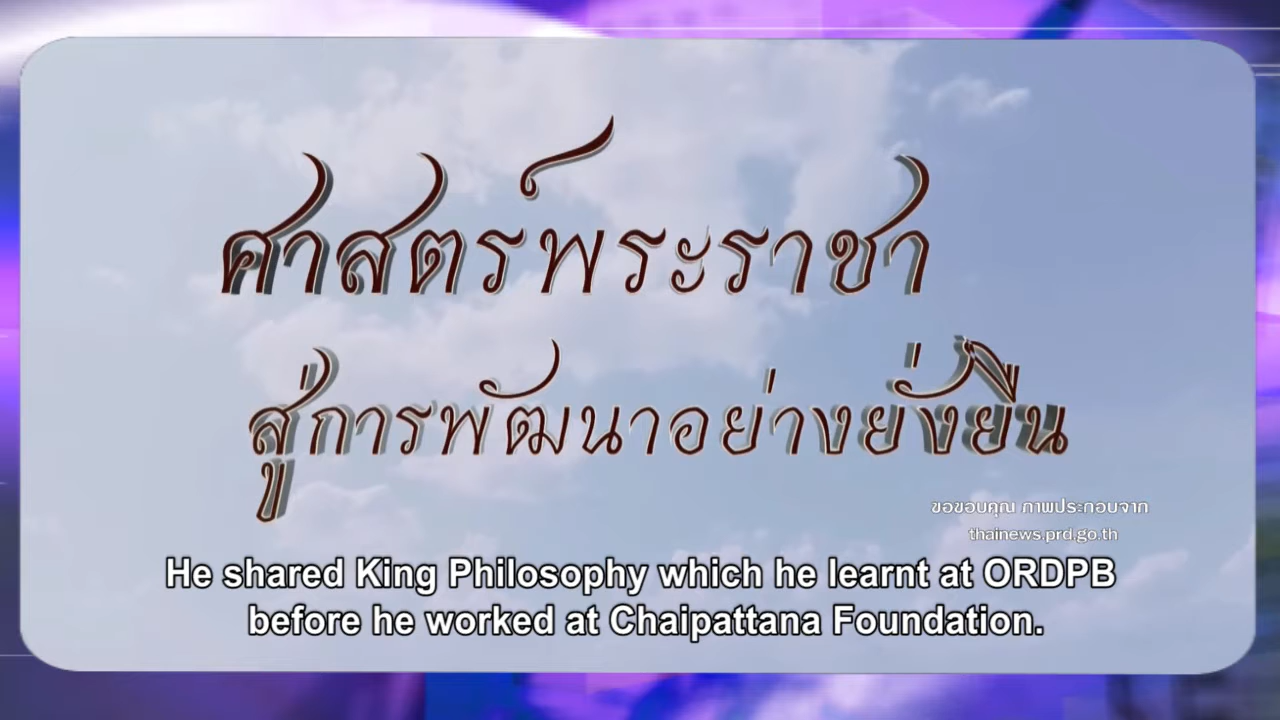 ศาสตร์พระราชา
สู่การพัฒนาอย่างยั่งยืน
ขอขอบคุณ ภาพประกอบจาก
thainews.prd.go.th
He shared King Philosophy which he learnt at ORDPB
before he worked at Chaipattana Foundation.